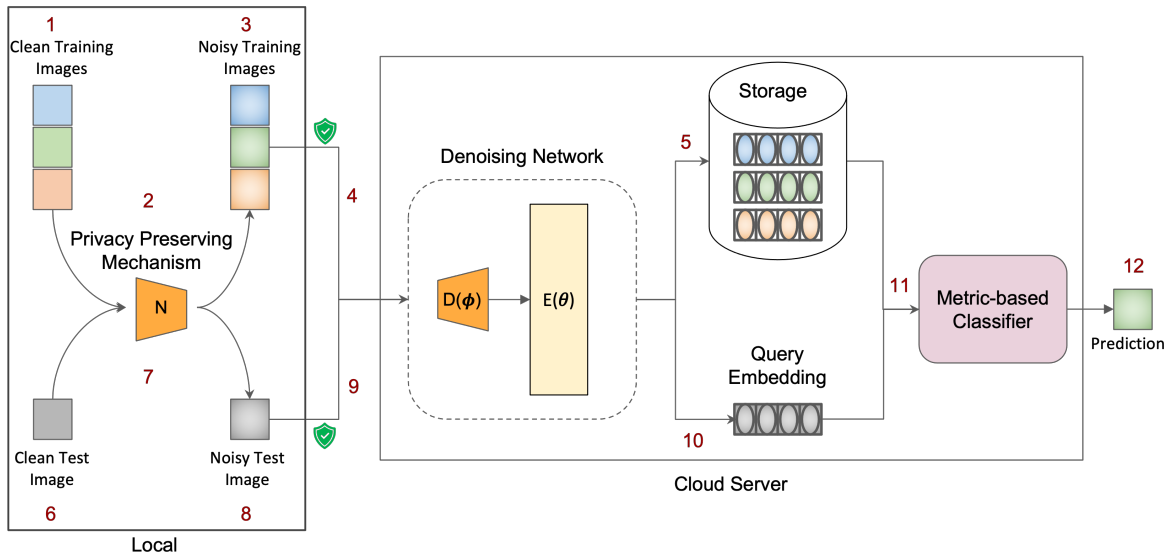 1
Clean Training
Images
3
Noisy Training
Images
2
Privacy Preserving
Mechanism
N
7
Clean Test
Image
6
Noisy Test
Image
8
Local
4
9
Denoising Network
D(ϕ)
E(θ)
5
Storage
10
Query
Embedding
11
Metric-based
Classifier
12
Prediction
Cloud Server